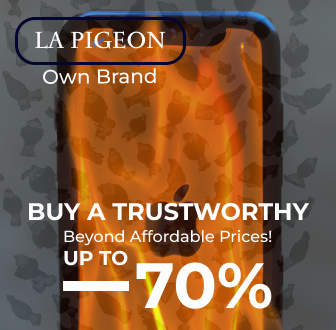 LA PIGEON
Own Brand
BUY A TRUSTWORTHY
Beyond Affordable Prices!
UP TO
—70%